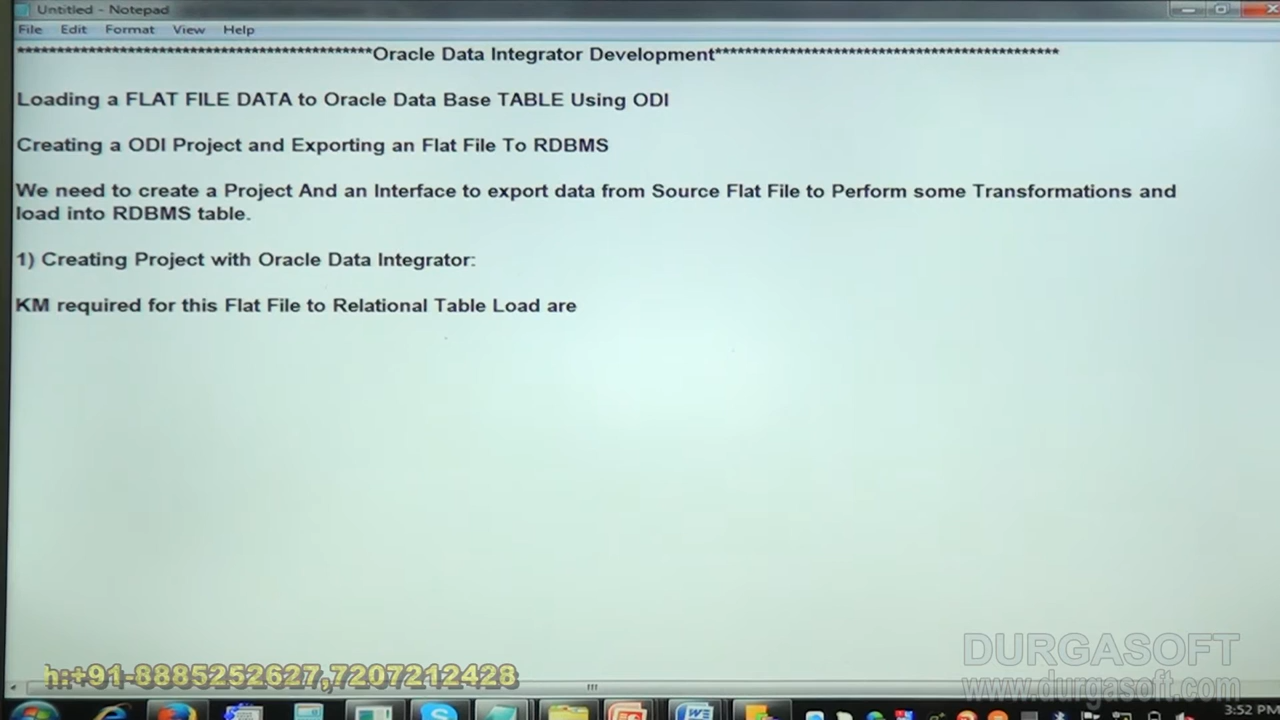 Untitled - Notepad
File Edit Format View Help
*********************************************Oracle Data Integrator Development*********************************************
Loading a FLAT FILE DATA to Oracle Data Base TABLE Using ODI
Creating a ODI Project and Exporting an Flat File To RDBMS
We need to create a Project And an Interface to export data from Source Flat File to Perform some Transformations and
load into RDBMS table.
1) Creating Project with Oracle Data Integrator:
KM required for this Flat File to Relational Table Load are
h:+91-8885252627,7207212428
DURGASOFT
www.durgasoft.com
3:52 PM